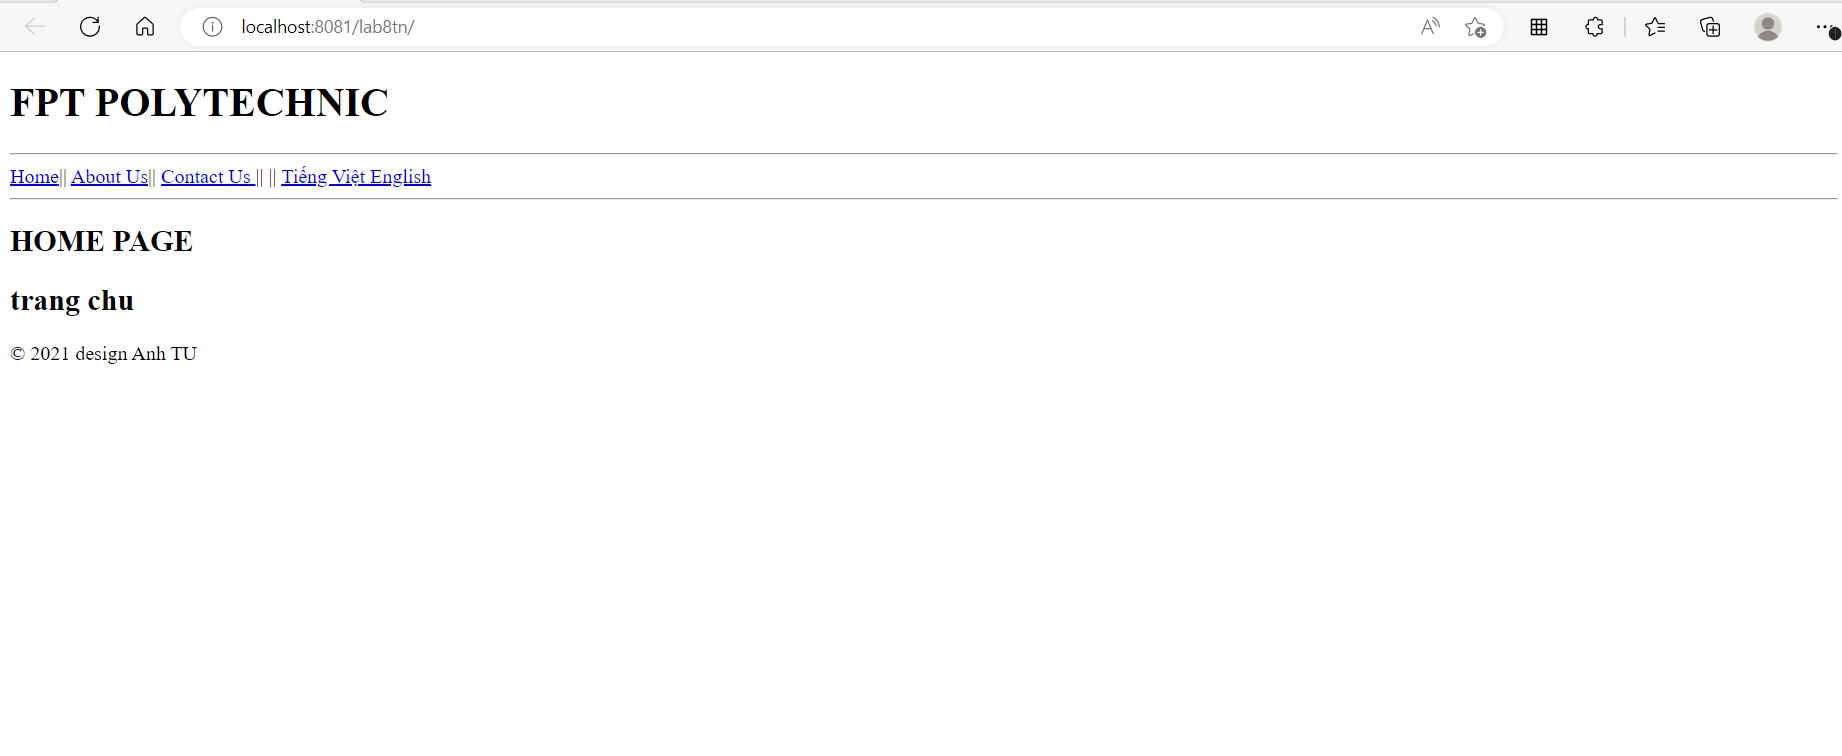 localhost:8081/lab8tn/
FPT POLYTECHNIC
Home|| About Us|| Contact Us || || Tiếng Việt English
HOME PAGE
trang chu
© 2021 design Anh TU